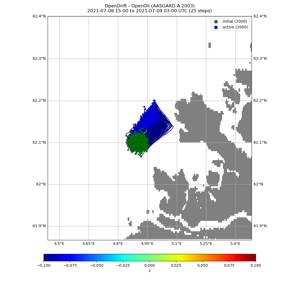 OpenDrift - OpenOil (AASGARD A 2003)
2021-07-08 15:00 to 2021-07-09 03:00 UTC (25 steps)
62.4°N
62.4°N
initial (2000)
active (2000)
62.3°N
62.3°N
62.2°N
62.2°N
62.1°N
62.1°N
62°N
62°N
61.9°N
61.9°N
4.5°E 4.65°E 4.8°E 4.95°E 5.1°E 5.25°E 5.4°E
−0.100 −0.075 −0.050 −0.025 0.000 0.025 0.050 0.075 0.100